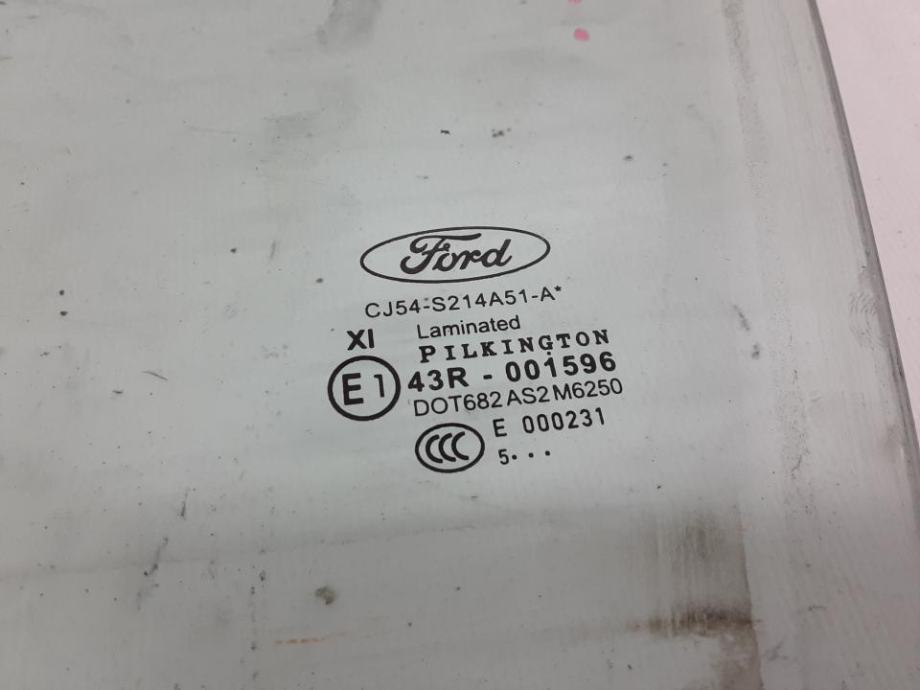 Ford
CJ54-S214A51-A*
XI Laminated
PILKINGTON
E1 43R - 001596
DOT682 AS2 M6250
CCC E 000231
5...